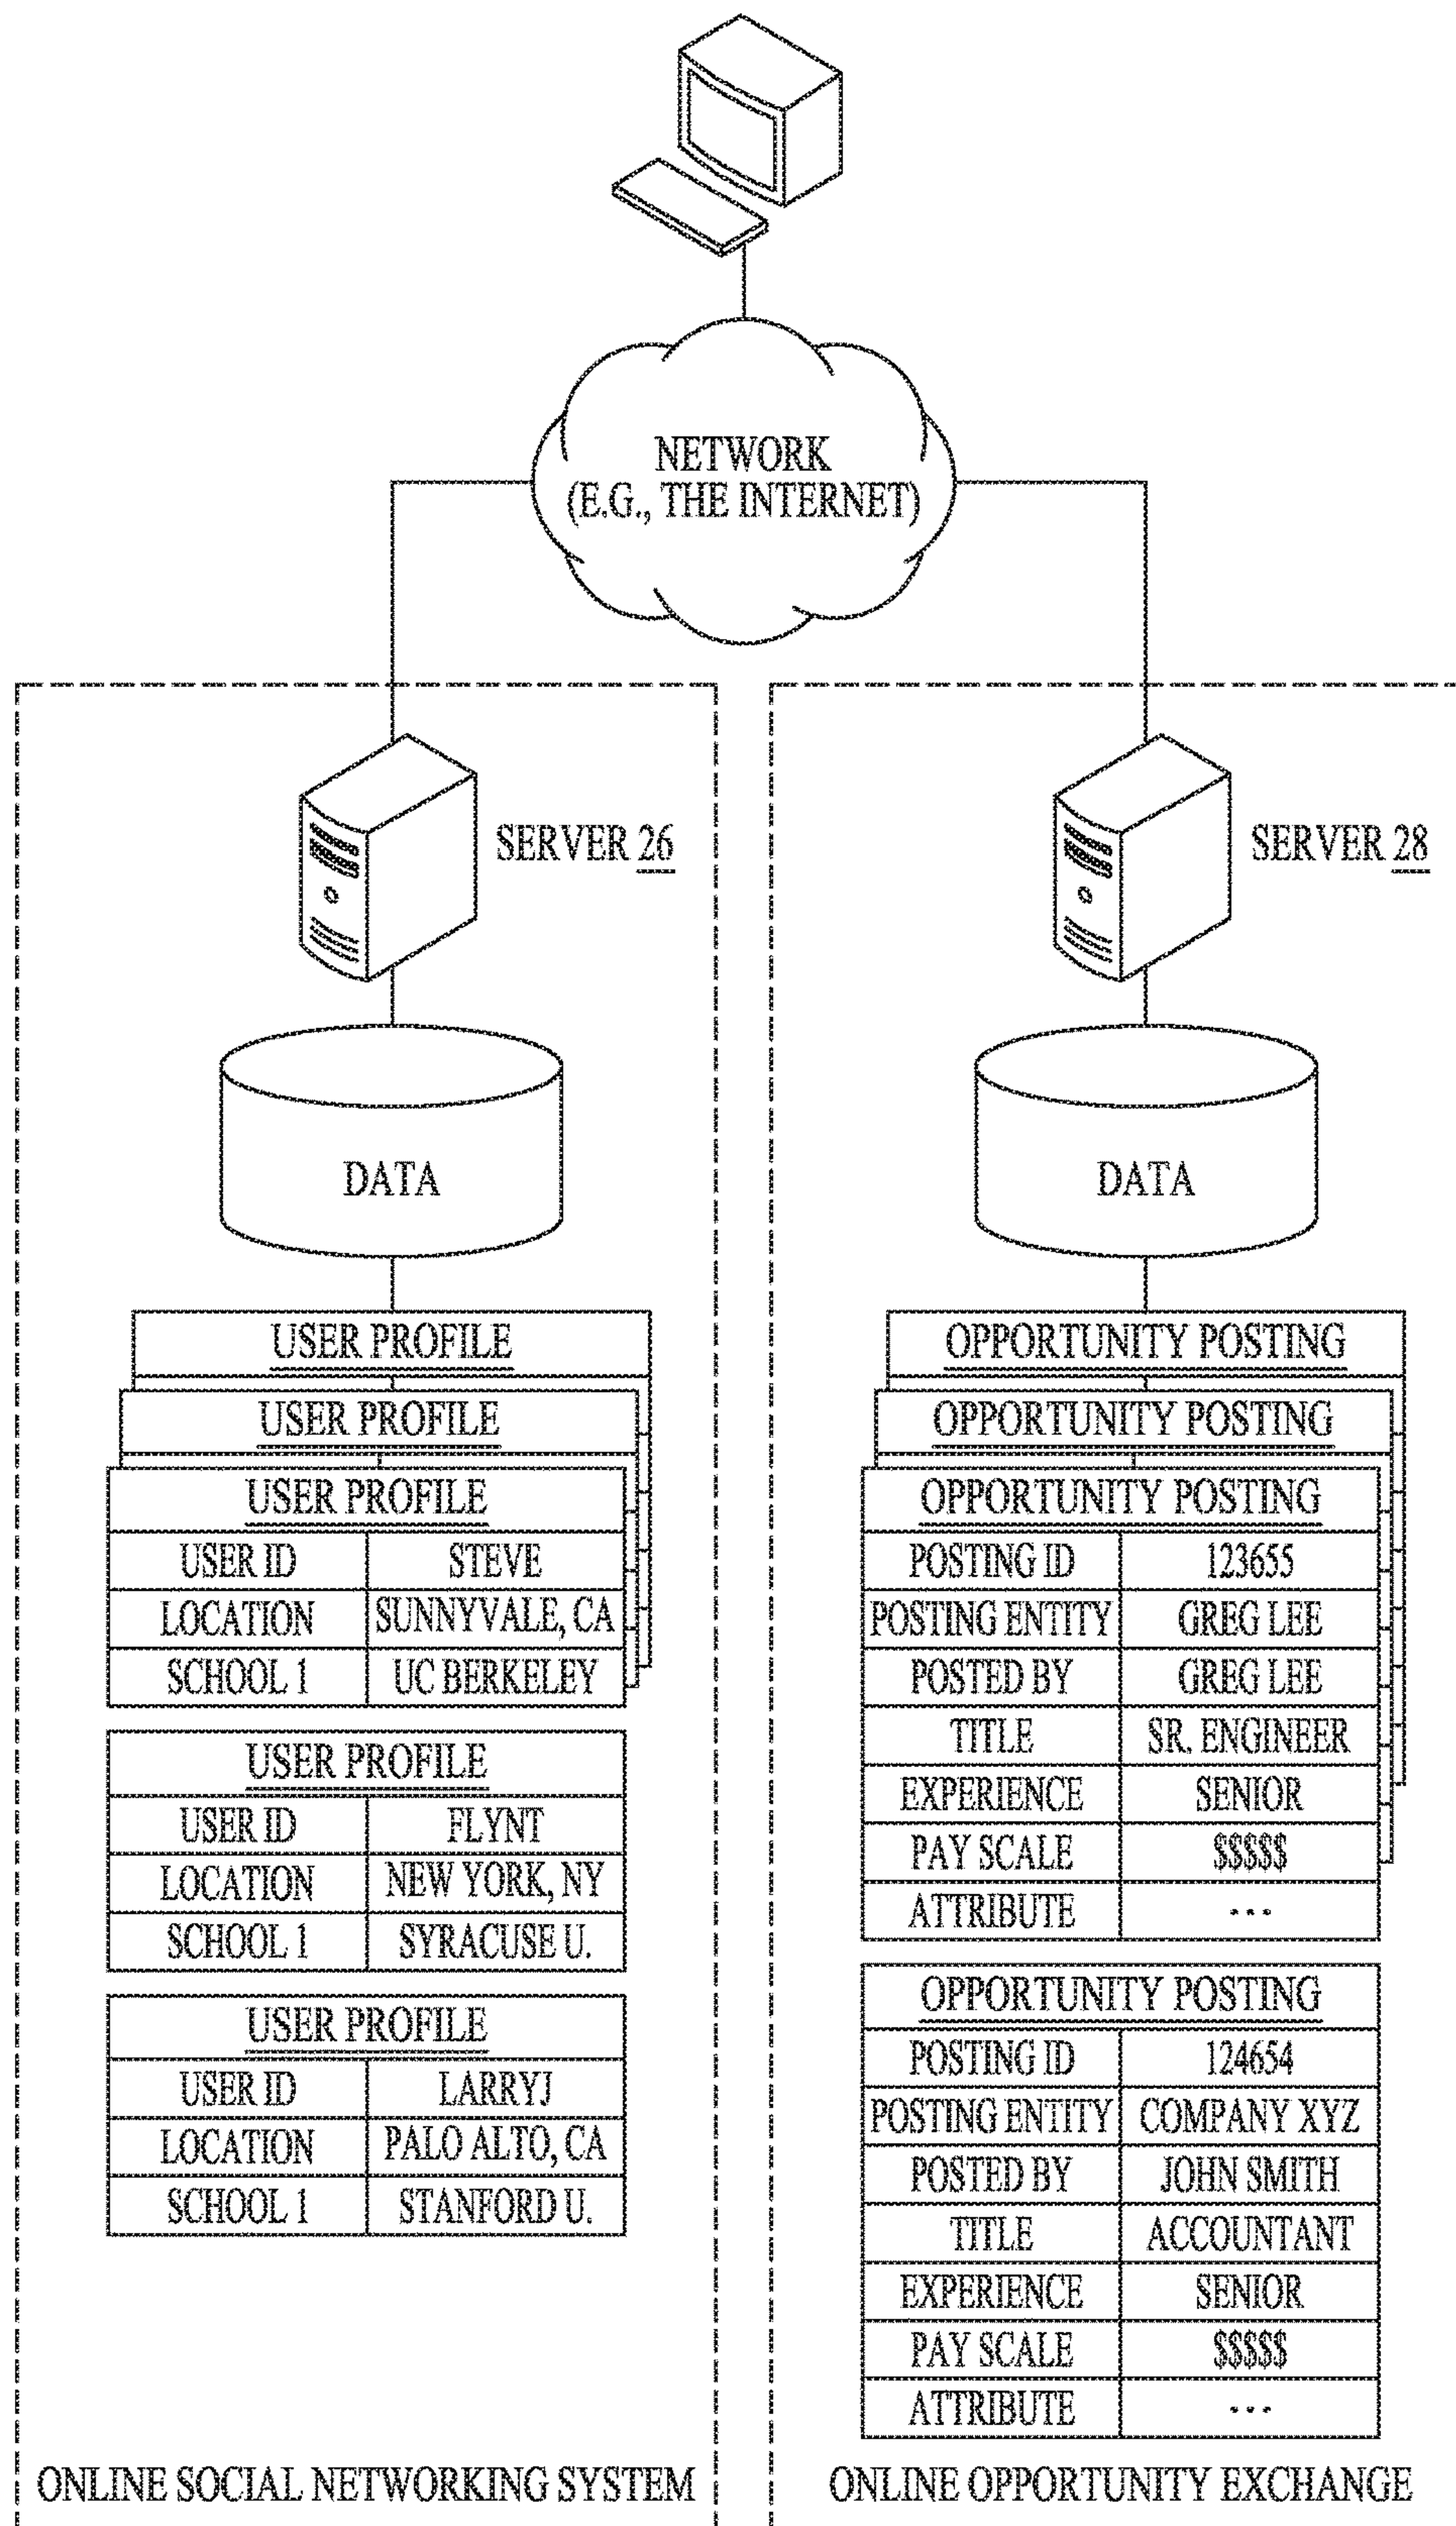 NETWORK
(E.G., THE INTERNET)
SERVER 26
DATA
USER PROFILE
USER PROFILE
USER PROFILE
USER ID STEVE
LOCATION SUNNYVALE, CA
SCHOOL 1 UC BERKELEY
USER PROFILE
USER ID FLYNT
LOCATION NEW YORK, NY
SCHOOL 1 SYRACUSE U.
USER PROFILE
USER ID LARRYJ
LOCATION PALO ALTO, CA
SCHOOL 1 STANFORD U.
ONLINE SOCIAL NETWORKING SYSTEM
SERVER 28
DATA
OPPORTUNITY POSTING
OPPORTUNITY POSTING
OPPORTUNITY POSTING
POSTING ID 123655
POSTING ENTITY GREG LEE
POSTED BY GREG LEE
TITLE SR. ENGINEER
EXPERIENCE SENIOR
PAY SCALE $$$$$
ATTRIBUTE ...
OPPORTUNITY POSTING
POSTING ID 124654
POSTING ENTITY COMPANY XYZ
POSTED BY JOHN SMITH
TITLE ACCOUNTANT
EXPERIENCE SENIOR
PAY SCALE $$$$$
ATTRIBUTE ...
ONLINE OPPORTUNITY EXCHANGE